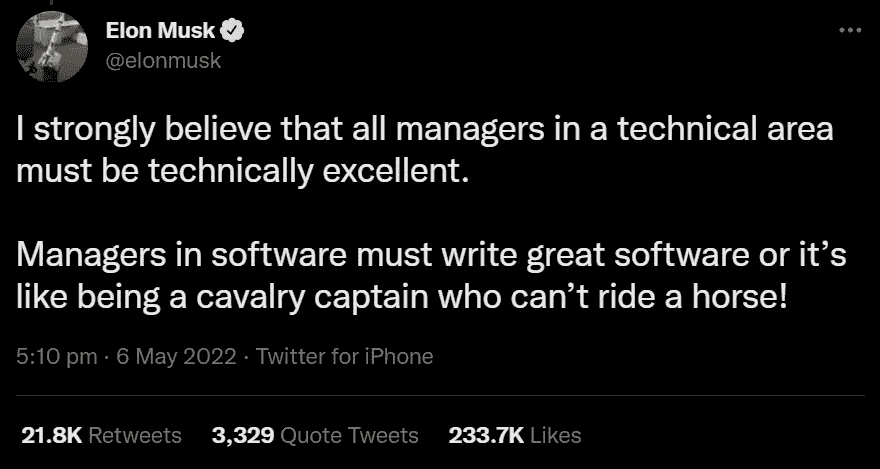 Elon Musk
@elonmusk
I strongly believe that all managers in a technical area
must be technically excellent.
Managers in software must write great software or it’s
like being a cavalry captain who can’t ride a horse!
5:10 pm · 6 May 2022 · Twitter for iPhone
21.8K Retweets 3,329 Quote Tweets 233.7K Likes